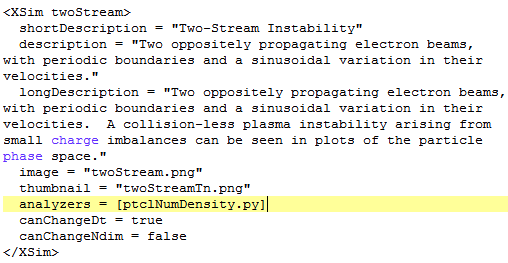 <XSim twoStream>
  shortDescription = "Two-Stream Instability"
  description = "Two oppositely propagating electron beams,
with periodic boundaries and a sinusoidal variation in their
velocities."
  longDescription = "Two oppositely propagating electron beams,
with periodic boundaries and a sinusoidal variation in their
velocities.  A collision-less plasma instability arising from
small charge imbalances can be seen in plots of the particle
phase space."
  image = "twoStream.png"
  thumbnail = "twoStreamTn.png"
  analyzers = [ptclNumDensity.py]
  canChangeDt = true
  canChangeNdim = false
</XSim>